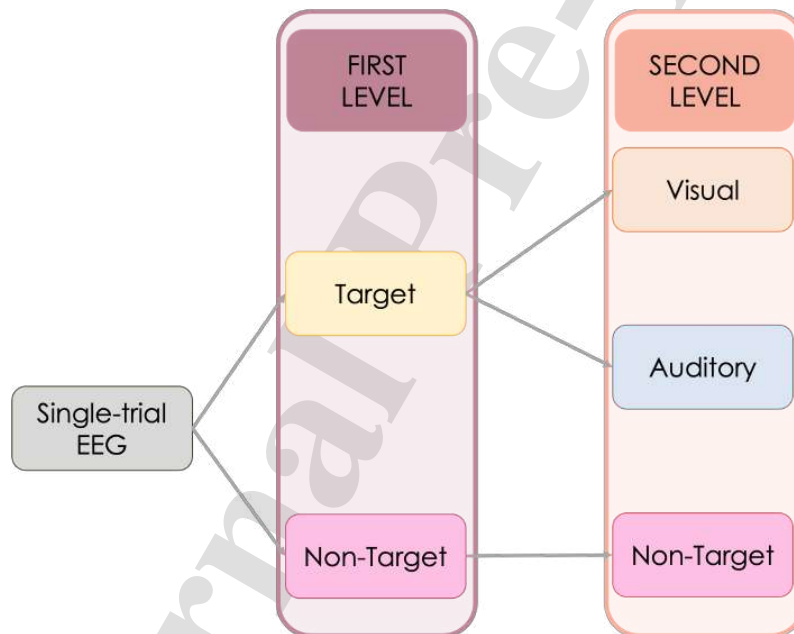 FIRST
LEVEL
SECOND
LEVEL
Visual
Target
Auditory
Single-trial
EEG
Non-Target
Non-Target